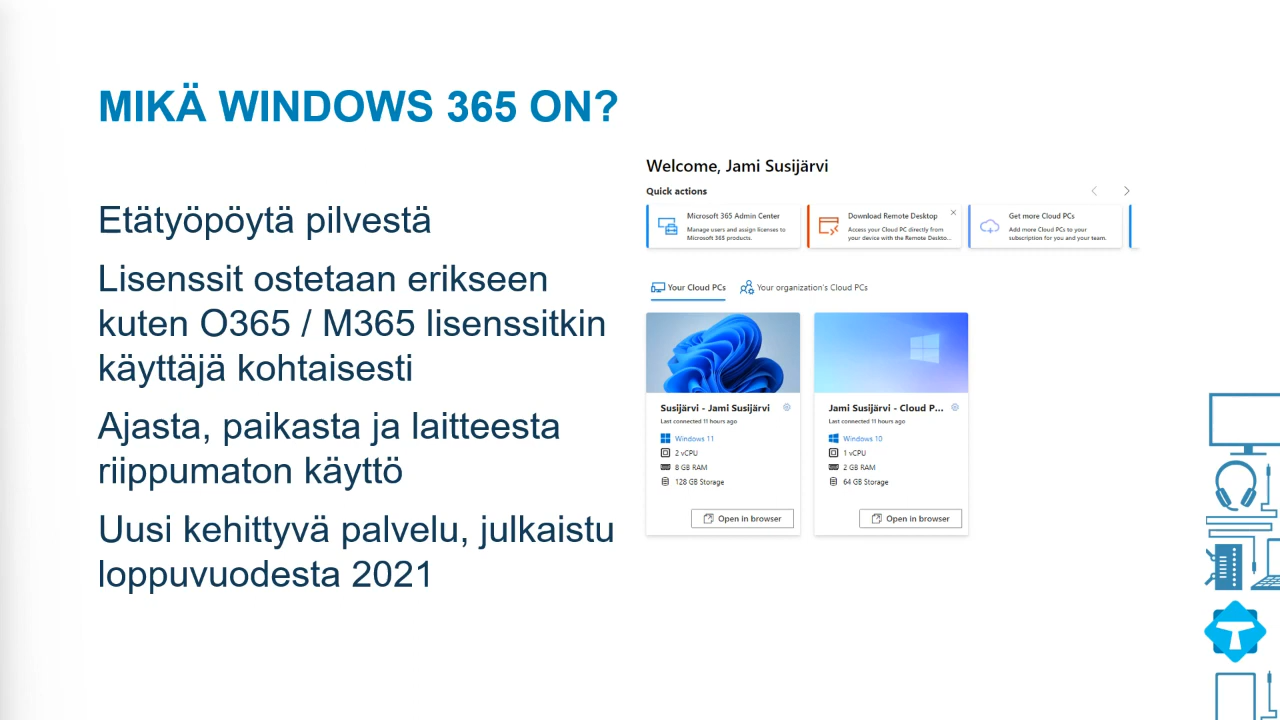 MIKÄ WINDOWS 365 ON?
Etätyöpöytä pilvestä
Lisenssit ostetaan erikseen
kuten O365 / M365 lisenssitkin
käyttäjä kohtaisesti
Ajasta, paikasta ja laitteesta
riippumaton käyttö
Uusi kehittyvä palvelu, julkaistu
loppuvuodesta 2021
Welcome, Jami Susijärvi
Quick actions
Microsoft 365 Admin Center
Manage users and assign licenses to
Microsoft 365 products.
Download Remote Desktop
Access your Cloud PC directly from
your device with the Remote Deskto...
Get more Cloud PCs
Add more Cloud PCs to your
subscription for you and your team.
Your Cloud PCs
Your organization's Cloud PCs
Susijärvi - Jami Susijärvi
Last connected 11 hours ago
Windows 11
2 vCPU
8 GB RAM
128 GB Storage
Open in browser
Jami Susijärvi - Cloud P...
Last connected 11 hours ago
Windows 10
1 vCPU
2 GB RAM
64 GB Storage
Open in browser